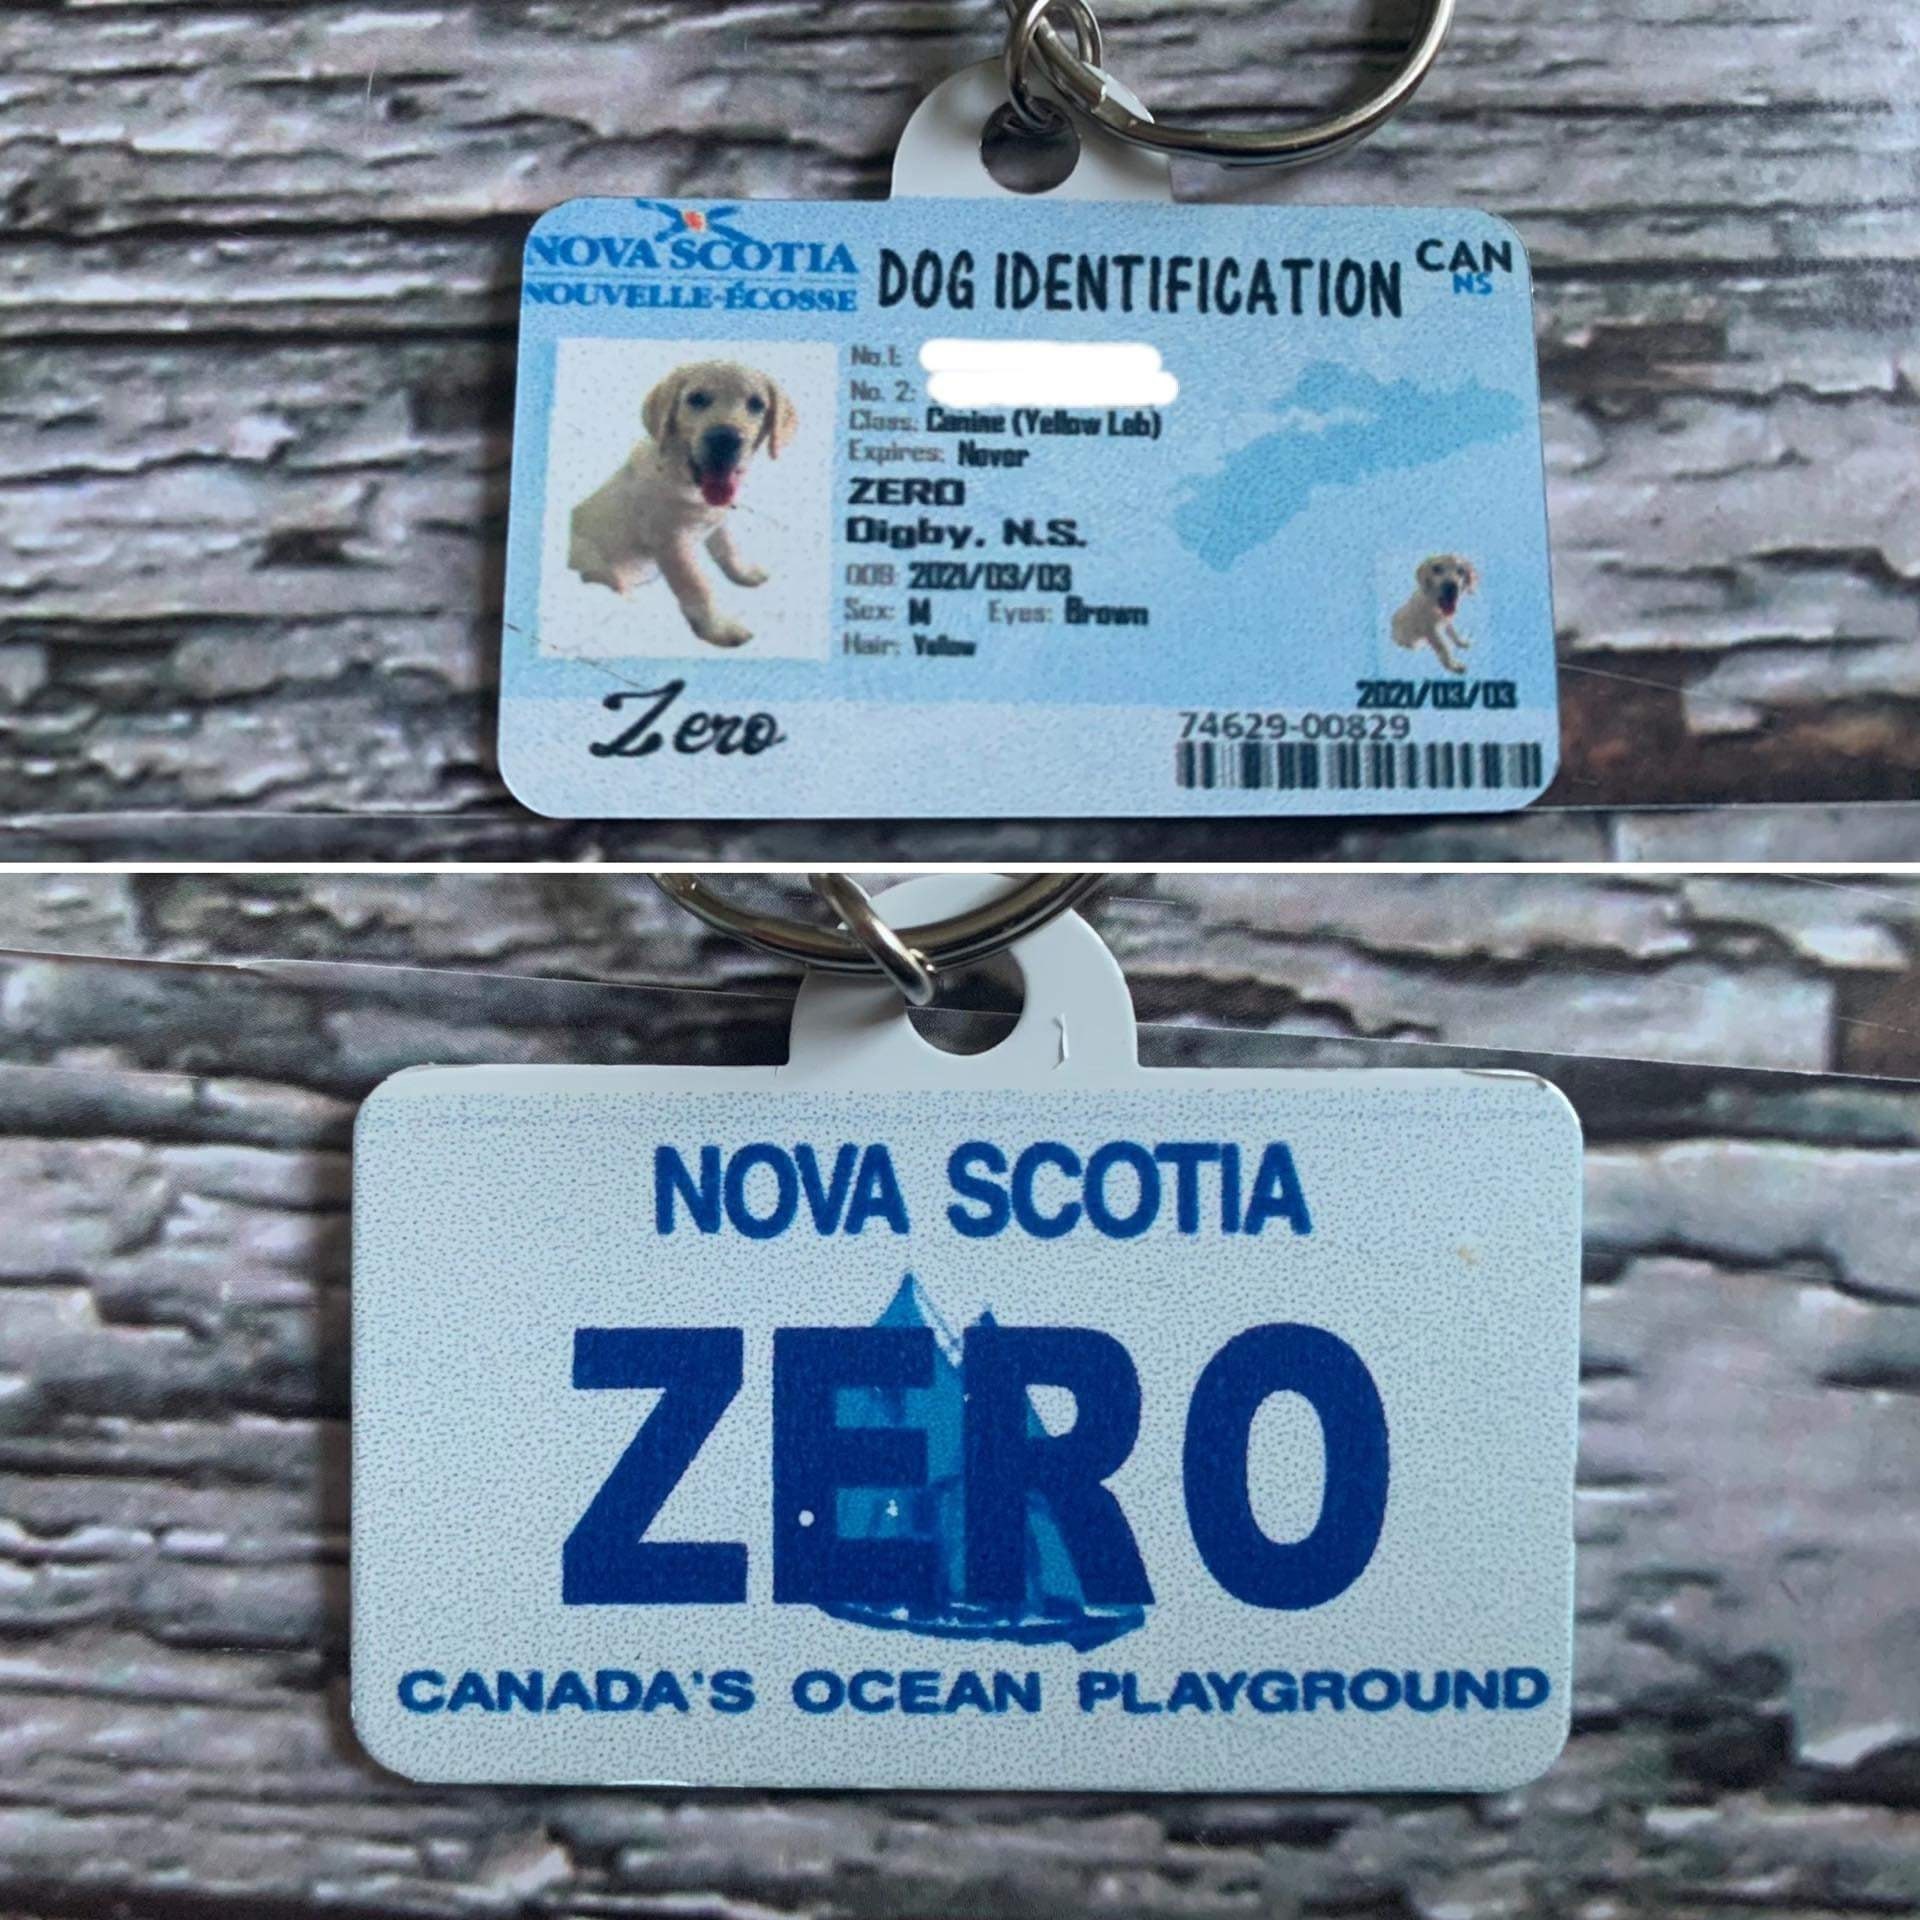 NOVA SCOTIA
NOUVELLE-ÉCOSSE
DOG IDENTIFICATION
CAN
NS
No.1:
No. 2:
Class: Canine (Yellow Lab)
Expires: Never
ZERO
Digby, N.S.
DOB: 2021/03/03
Sex: M Eyes: Brown
Hair: Yellow
Zero
2021/03/03
74629-00829
NOVA SCOTIA
ZERO
CANADA'S OCEAN PLAYGROUND